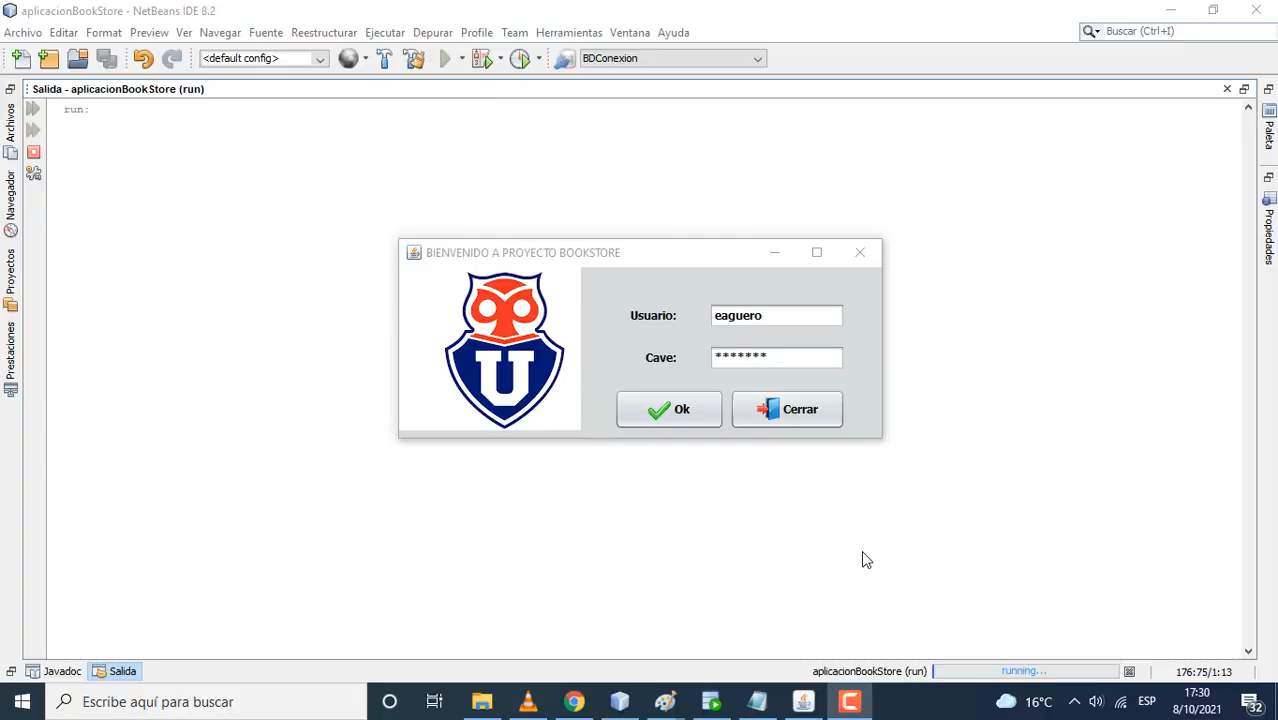 aplicacionBookStore - NetBeans IDE 8.2
Archivo Editar Format Preview Ver Navegar Fuente Reestructurar Ejecutar Depurar Profile Team Herramientas Ventana Ayuda
Buscar (Ctrl+I)
<default config>
BDConexion
Salida - aplicacionBookStore (run)
run:
Archivos
Navegador
Proyectos
Prestaciones
Paleta
Propiedades
BIENVENIDO A PROYECTO BOOKSTORE
U
Usuario: eaguero
Cave: *******
Ok Cerrar
Javadoc Salida
aplicacionBookStore (run) running... 176:75/1:13
Escribe aquí para buscar
16°C ESP
17:30
8/10/2021
32